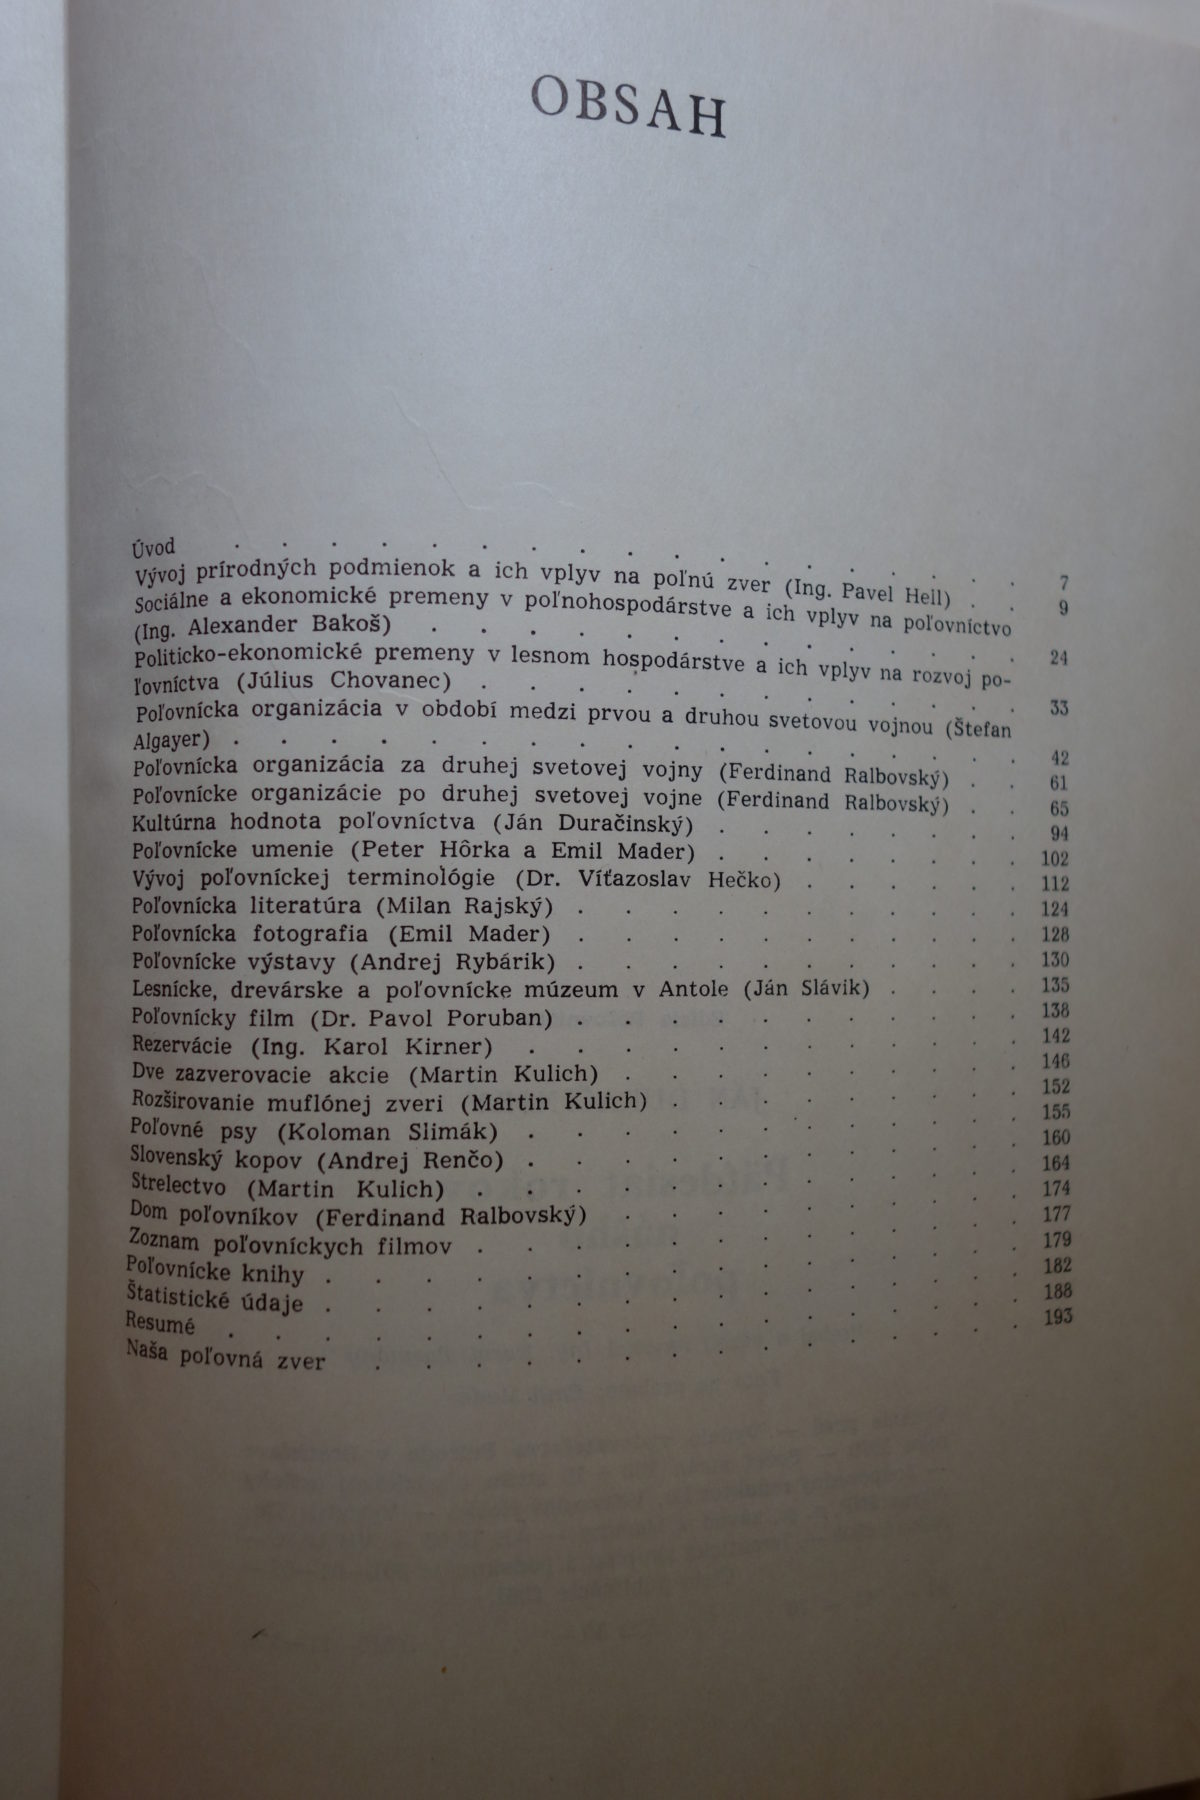 OBSAH
Úvod . . . . . . . . . . . . . . . . 7
Vývoj prírodných podmienok a ich vplyv na poľnú zver (Ing. Pavel Hell) . . 9
Sociálne a ekonomické premeny v poľnohospodárstve a ich vplyv na poľovníctvo
(Ing. Alexander Bakoš) . . . . . . . . . . . . . 24
Politicko-ekonomické premeny v lesnom hospodárstve a ich vplyv na rozvoj po-
ľovníctva (Július Chovanec) . . . . . . . . . . . . 33
Poľovnícka organizácia v období medzi prvou a druhou svetovou vojnou (Štefan
Algayer) . . . . . . . . . . . . . . . . . 42
Poľovnícka organizácia za druhej svetovej vojny (Ferdinand Ralbovský) . . 61
Poľovnícke organizácie po druhej svetovej vojne (Ferdinand Ralbovský) . . 65
Kultúrna hodnota poľovníctva (Ján Duračinský) . . . . . . . 94
Poľovnícke umenie (Peter Hôrka a Emil Mader) . . . . . . . 102
Vývoj poľovníckej terminológie (Dr. Víťazoslav Hečko) . . . . . 112
Poľovnícka literatúra (Milan Rajský) . . . . . . . . . . 124
Poľovnícka fotografia (Emil Mader) . . . . . . . . . . 128
Poľovnícke výstavy (Andrej Rybárik) . . . . . . . . . . 130
Lesnícke, drevárske a poľovnícke múzeum v Antole (Ján Slávik) . . . . 135
Poľovnícky film (Dr. Pavol Poruban) . . . . . . . . . . 138
Rezervácie (Ing. Karol Kirner) . . . . . . . . . . . 142
Dve zazverovacie akcie (Martin Kulich) . . . . . . . . . 146
Rozširovanie muflónej zveri (Martin Kulich) . . . . . . . . 152
Poľovné psy (Koloman Slimák) . . . . . . . . . . . 155
Slovenský kopov (Andrej Renčo) . . . . . . . . . . . 160
Strelectvo (Martin Kulich) . . . . . . . . . . . . 164
Dom poľovníkov (Ferdinand Ralbovský) . . . . . . . . . 174
Zoznam poľovníckych filmov . . . . . . . . . . . . 177
Poľovnícke knihy . . . . . . . . . . . . . . . 179
Štatistické údaje . . . . . . . . . . . . . . . 182
Resumé . . . . . . . . . . . . . . . . . 188
Naša poľovná zver . . . . . . . . . . . . . . 193